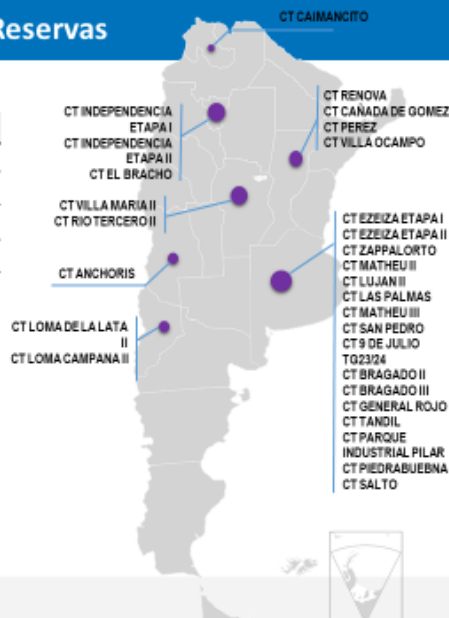 Reservas
CT CAIMANCITO
CT INDEPENDENCIA
ETAPA I
CT INDEPENDENCIA
ETAPA II
CT EL BRACHO
CT RENOVA
CT CAÑADA DE GOMEZ
CT PEREZ
CT VILLA OCAMPO
CT VILLA MARIA II
CT RIO TERCERO II
CT ANCHORIS
CT LOMA DE LA LATA
II
CT LOMA CAMPANA II
CT EZEIZA ETAPA I
CT EZEIZA ETAPA II
CT ZAPPALORTO
CT MATHEU II
CT LUJAN II
CT LAS PALMAS
CT MATHEU III
CT SAN PEDRO
CT 9 DE JULIO
TG23/24
CT BRAGADO II
CT BRAGADO III
CT GENERAL ROJO
CT TANDIL
CT PARQUE
INDUSTRIAL PILAR
CT PIEDRABUEBNA
CT SALTO